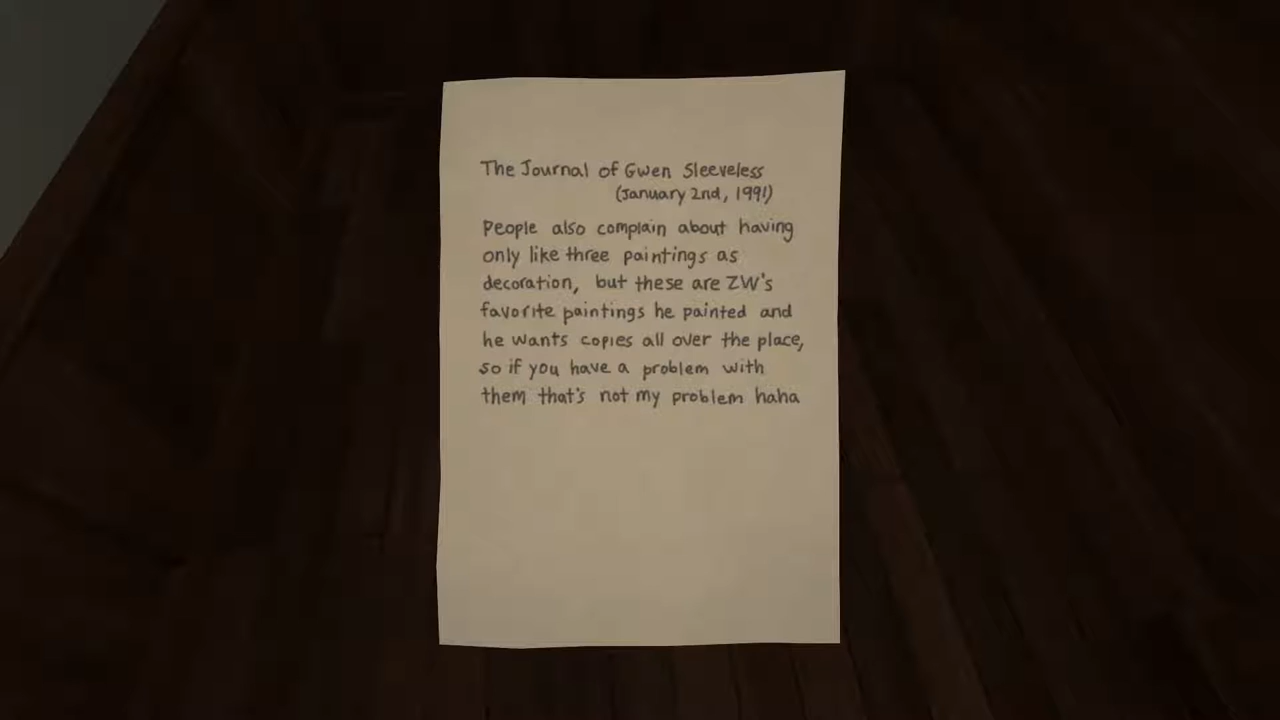 The Journal of Gwen Sleeveless
(January 2nd, 1991)
People also complain about having
only like three paintings as
decoration, but these are ZW's
favorite paintings he painted and
he wants copies all over the place,
so if you have a problem with
them that's not my problem haha